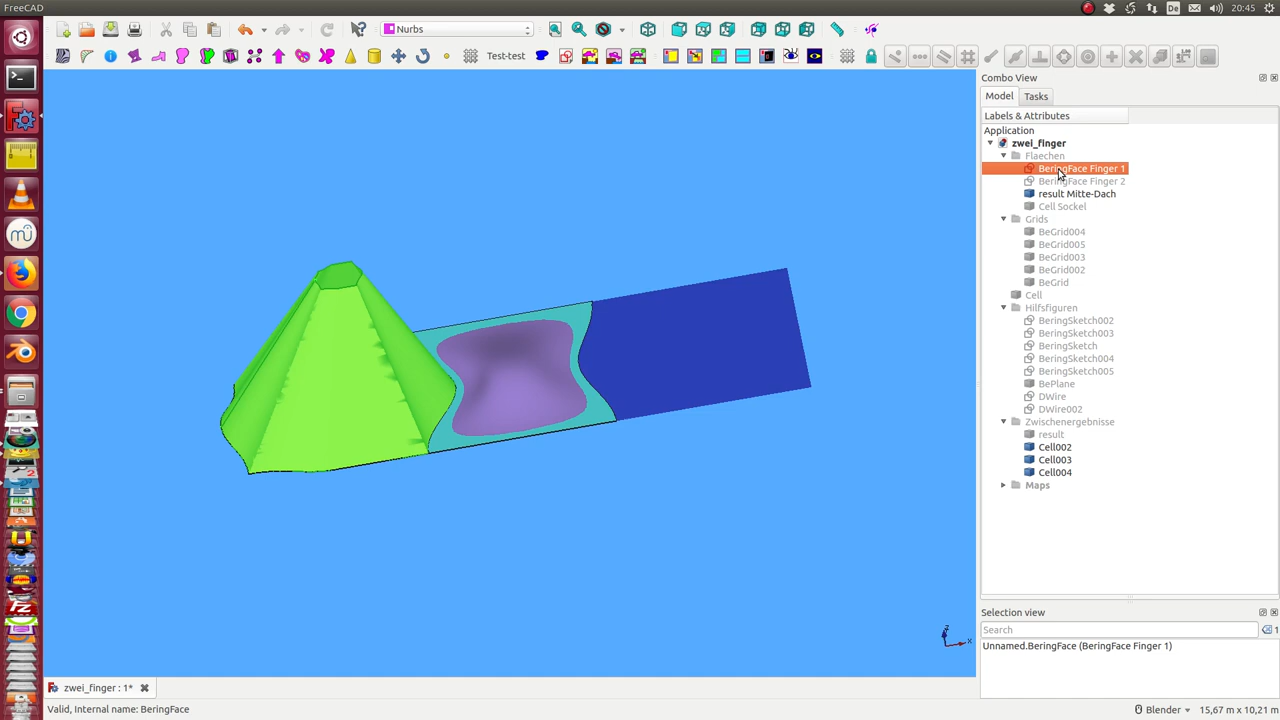 FreeCAD
De
20:45
Nurbs
Test-test
Combo View
Model
Tasks
Labels & Attributes
Application
zwei_finger
Flaechen
BeringFace Finger 1
BeringFace Finger 2
result Mitte-Dach
Cell Sockel
Grids
BeGrid004
BeGrid005
BeGrid003
BeGrid002
BeGrid
Cell
Hilfsfiguren
BeringSketch002
BeringSketch003
BeringSketch
BeringSketch004
BeringSketch005
BePlane
DWire
DWire002
Zwischenergebnisse
result
Cell002
Cell003
Cell004
Maps
Selection view
Search
1
Unnamed.BeringFace (BeringFace Finger 1)
z
x
zwei_finger : 1*
Valid, Internal name: BeringFace
Blender
15,67 m x 10,21 m